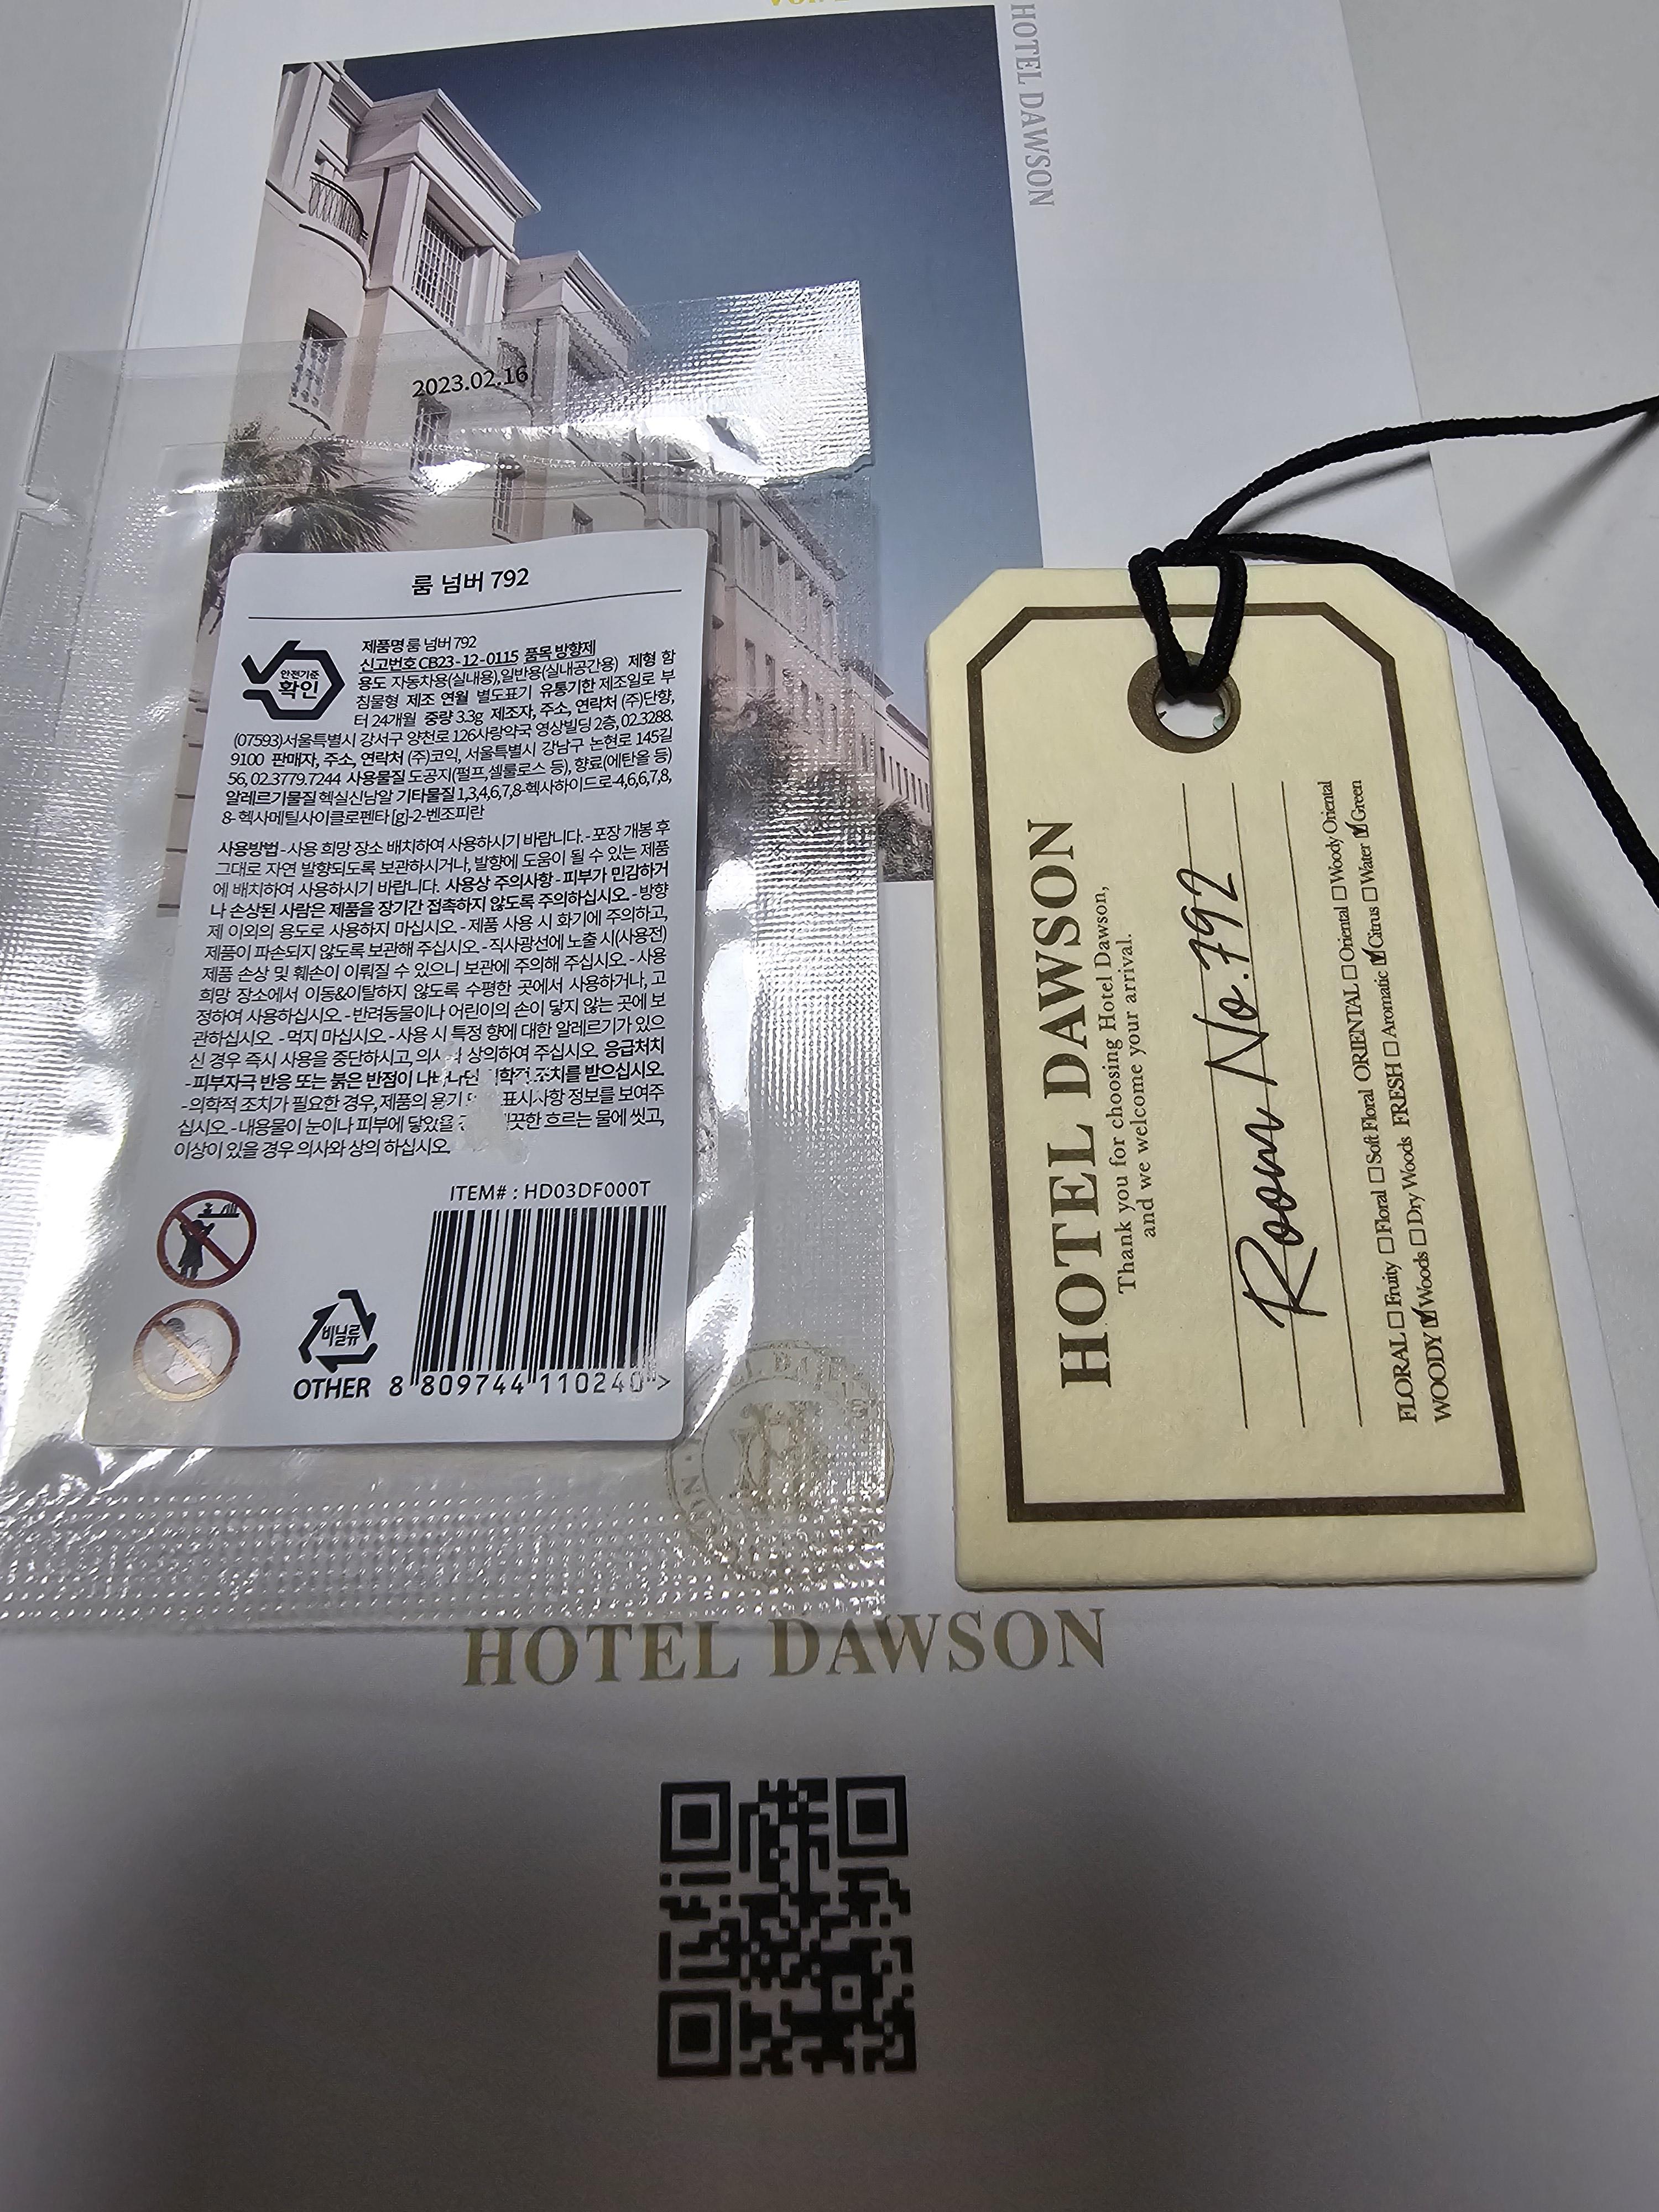 HOTEL DAWSON
2023.02.16
룸 넘버 792
안전기준
확인
제품명 룸 넘버 792
신고번호 CB23-12-0115 품목 방향제
용도 자동차용(실내용),일반용(실내공간용) 제형 함
침물형 제조 연월 별도표기 유통기한 제조일로 부
터 24개월 중량 3.3g 제조자, 주소, 연락처 (주)단향,
(07593)서울특별시 강서구 양천로 126사랑약국 영상빌딩 2층, 02.3288.
9100 판매자, 주소, 연락처 (주)코익, 서울특별시 강남구 논현로 145길
56, 02.3779.7244 사용물질 도공지(펄프,셀룰로스 등), 향료(에탄올 등)
알레르기물질 헥실신남알 기타물질 1,3,4,6,7,8-헥사하이드로-4,6,6,7,8,
8-헥사메틸사이클로펜타[g]-2-벤조피란
사용방법 - 사용 희망 장소 배치하여 사용하시기 바랍니다. - 포장 개봉 후
그대로 자연 발향되도록 보관하시거나, 발향에 도움이 될 수 있는 제품
에 배치하여 사용하시기 바랍니다. 사용상 주의사항 - 피부가 민감하거
나 손상된 사람은 제품을 장기간 접촉하지 않도록 주의하십시오. - 방향
제 이외의 용도로 사용하지 마십시오. - 제품 사용 시 화기에 주의하고,
제품이 파손되지 않도록 보관해 주십시오. - 직사광선에 노출 시(사용전)
제품 손상 및 훼손이 이뤄질 수 있으니 보관에 주의해 주십시오. - 사용
희망 장소에서 이동&이탈하지 않도록 수평한 곳에서 사용하거나, 고
정하여 사용하십시오. - 반려동물이나 어린이의 손이 닿지 않는 곳에 보
관하십시오. - 먹지 마십시오. - 사용 시 특정 향에 대한 알레르기가 있으
신 경우 즉시 사용을 중단하시고, 상의하여 주십시오. 응급처치
- 피부자극 반응 또는 붉은 반점이 조치를 받으십시오.
- 의학적 조치가 필요한 경우, 제품의 용기 표시사항 정보를 보여주
십시오. - 내용물이 눈이나 피부에 닿았을 흐르는 물에 씻고,
이상이 있을 경우 의사와 상의 하십시오.
ITEM# : HD03DF000T
비닐류
OTHER
8 809744 110240 >
HOTEL DAWSON
Thank you for choosing Hotel Dawson,
and we welcome your arrival.
Room No.792
FLORAL □ Fruity □ Floral □ Soft Floral ORIENTAL □ Oriental □ Woody Oriental
WOODY ☑ Woods □ Dry Woods FRESH □ Aromatic ☑ Citrus □ Water ☑ Green
HOTEL DAWSON